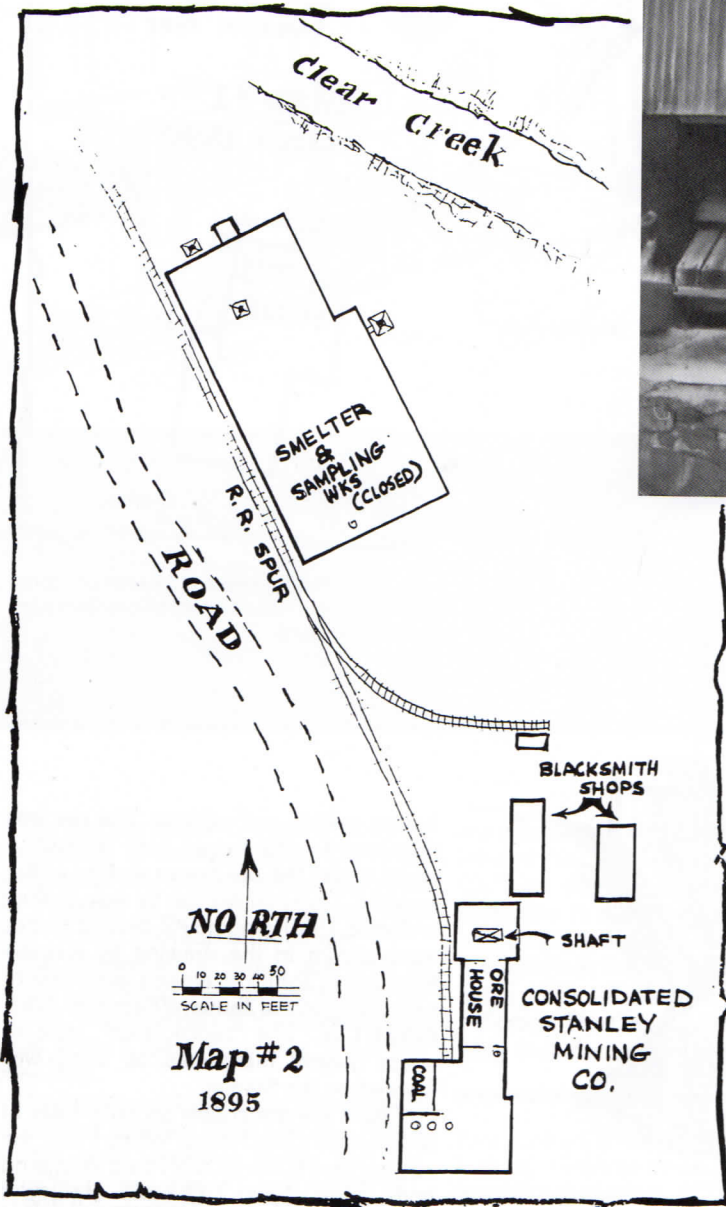 Clear Creek
SMELTER
&
SAMPLING
WKS
(CLOSED)
R.R. SPUR
ROAD
BLACKSMITH
SHOPS
NORTH
SHAFT
0 10 20 30 40 50
SCALE IN FEET
ORE
HOUSE
CONSOLIDATED
STANLEY
MINING
CO.
COAL
Map #2
1895